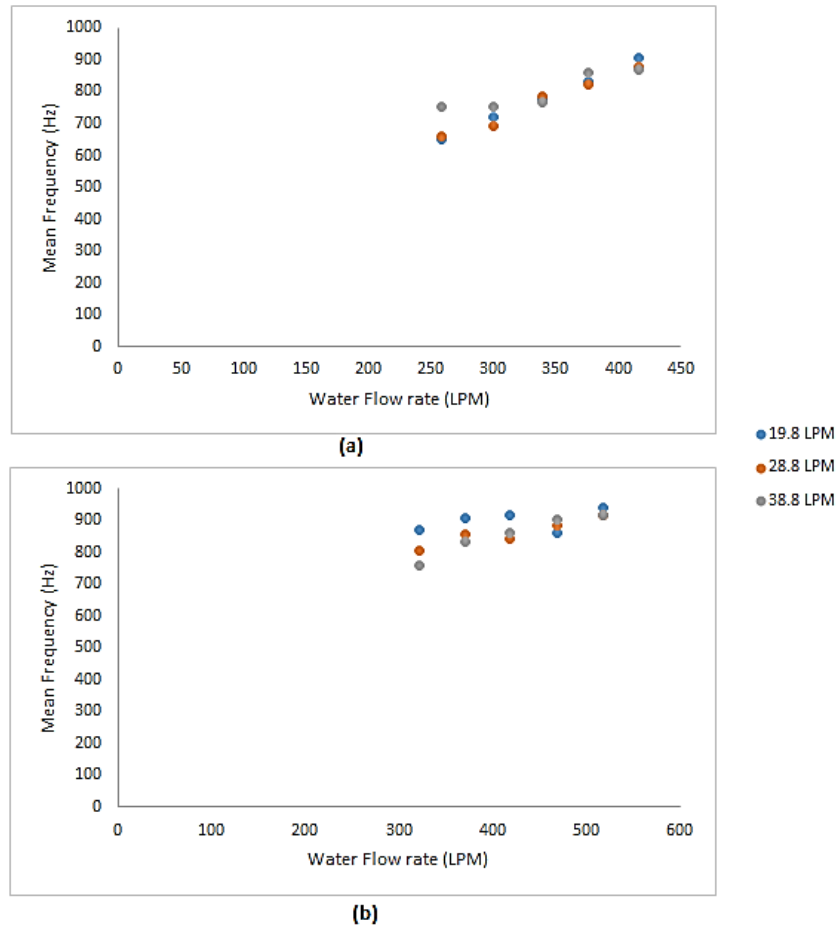 1000
900
800
700
600
500
400
300
200
100
0
Mean Frequency (Hz)
0 50 100 150 200 250 300 350 400 450
Water Flow rate (LPM)
(a)
19.8 LPM
28.8 LPM
38.8 LPM
1000
900
800
700
600
500
400
300
200
100
0
Mean Frequency (Hz)
0 100 200 300 400 500 600
Water Flow rate (LPM)
(b)